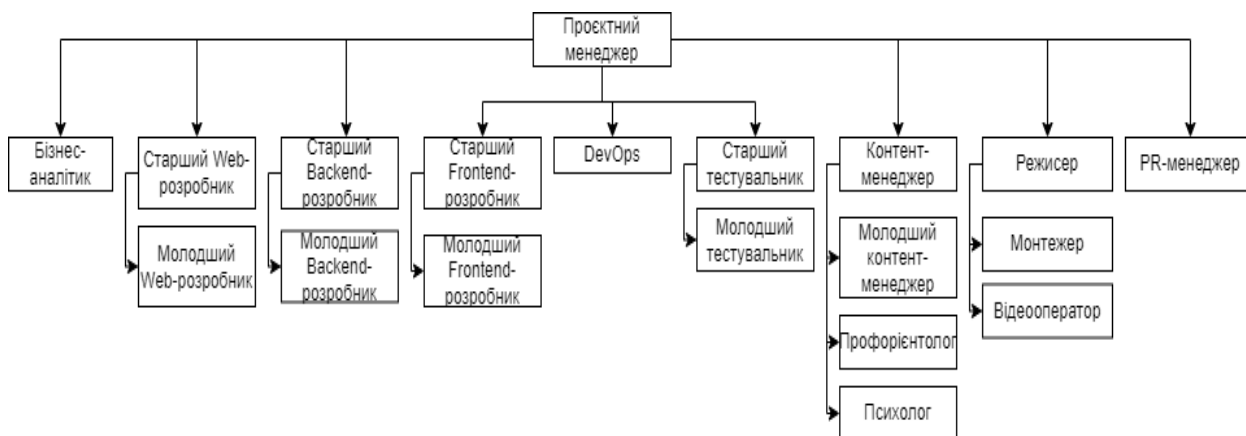 Проєктний
менеджер
Бізнес-
аналітик
Старший Web-
розробник
Старший
Backend-
розробник
Старший
Frontend-
розробник
DevOps
Старший
тестувальник
Контент-
менеджер
Режисер
PR-менеджер
Молодший
Web-розробник
Молодший
Backend-
розробник
Молодший
Frontend-
розробник
Молодший
тестувальник
Молодший
контент-
менеджер
Монтежер
Відеооператор
Профорієнтолог
Психолог